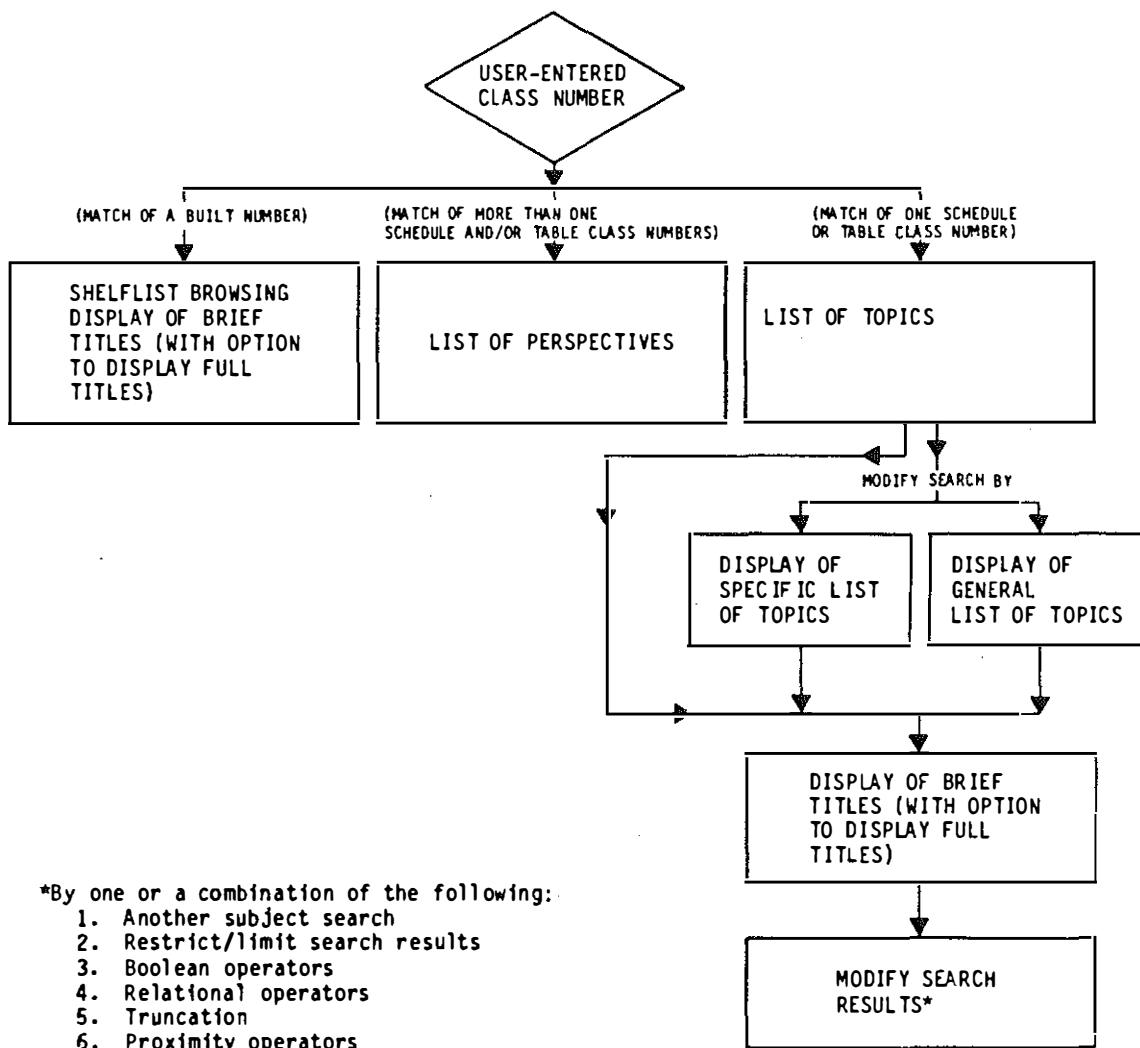 USER-ENTERED
CLASS NUMBER
(MATCH OF A BUILT NUMBER)
(MATCH OF MORE THAN ONE
SCHEDULE AND/OR TABLE CLASS NUMBERS)
(MATCH OF ONE SCHEDULE
OR TABLE CLASS NUMBER)
SHELFLIST BROWSING
DISPLAY OF BRIEF
TITLES (WITH OPTION
TO DISPLAY FULL
TITLES)
LIST OF PERSPECTIVES
LIST OF TOPICS
MODIFY SEARCH BY
DISPLAY OF
SPECIFIC LIST
OF TOPICS
DISPLAY OF
GENERAL
LIST OF TOPICS
DISPLAY OF BRIEF
TITLES (WITH OPTION
TO DISPLAY FULL
TITLES)
MODIFY SEARCH
RESULTS*
*By one or a combination of the following:
1. Another subject search
2. Restrict/limit search results
3. Boolean operators
4. Relational operators
5. Truncation
6. Proximity operators